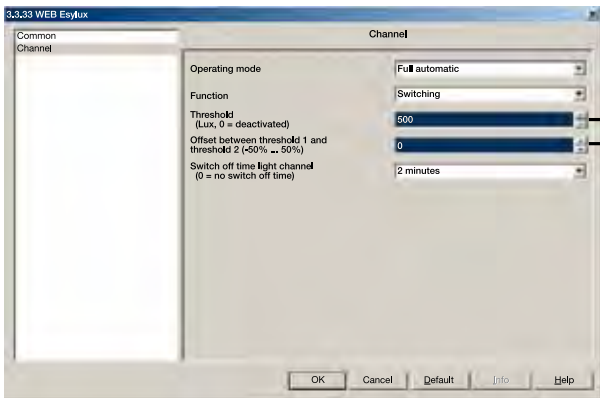 3.3.33 WEB Esylux
Common
Channel
Channel
Operating mode
Full automatic
Function
Switching
Threshold
(Lux, 0 = deactivated)
500
Offset between threshold 1 and
threshold 2 (-50% ... 50%)
0
Switch off time light channel
(0 = no switch off time)
2 minutes
OK
Cancel
Default
Info
Help